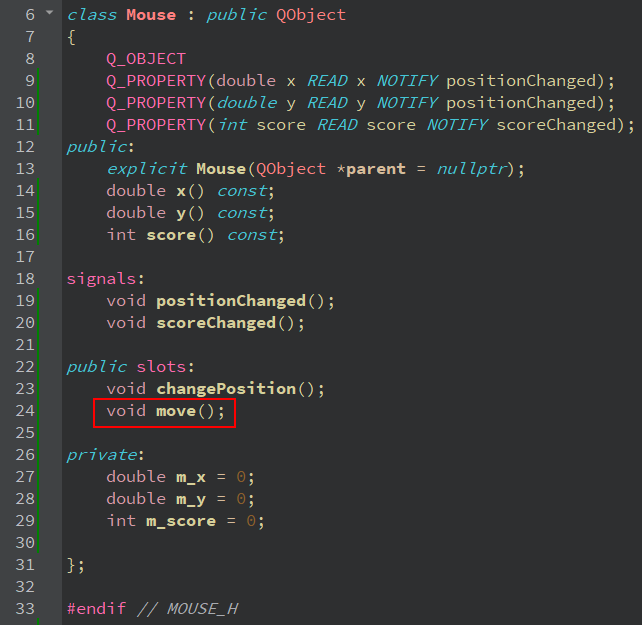 6 class Mouse : public QObject
7 {
8     Q_OBJECT
9     Q_PROPERTY(double x READ x NOTIFY positionChanged);
10     Q_PROPERTY(double y READ y NOTIFY positionChanged);
11     Q_PROPERTY(int score READ score NOTIFY scoreChanged);
12 public:
13     explicit Mouse(QObject *parent = nullptr);
14     double x() const;
15     double y() const;
16     int score() const;
17
18 signals:
19     void positionChanged();
20     void scoreChanged();
21
22 public slots:
23     void changePosition();
24     void move();
25
26 private:
27     double m_x = 0;
28     double m_y = 0;
29     int m_score = 0;
30
31 };
32
33 #endif // MOUSE_H